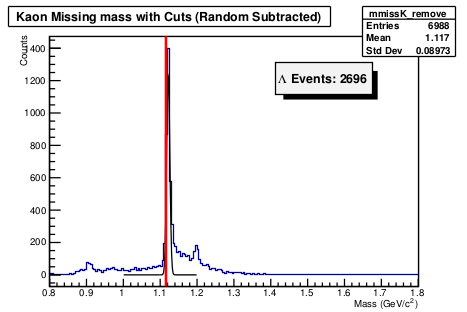 Kaon Missing mass with Cuts (Random Subtracted)
mmissK_remove
Entries 6988
Mean 1.117
Std Dev 0.08973
Counts
1400
1200
1000
800
600
400
200
0
Λ Events: 2696
0.8 0.9 1 1.1 1.2 1.3 1.4 1.5 1.6 1.7 1.8
Mass (GeV/c²)